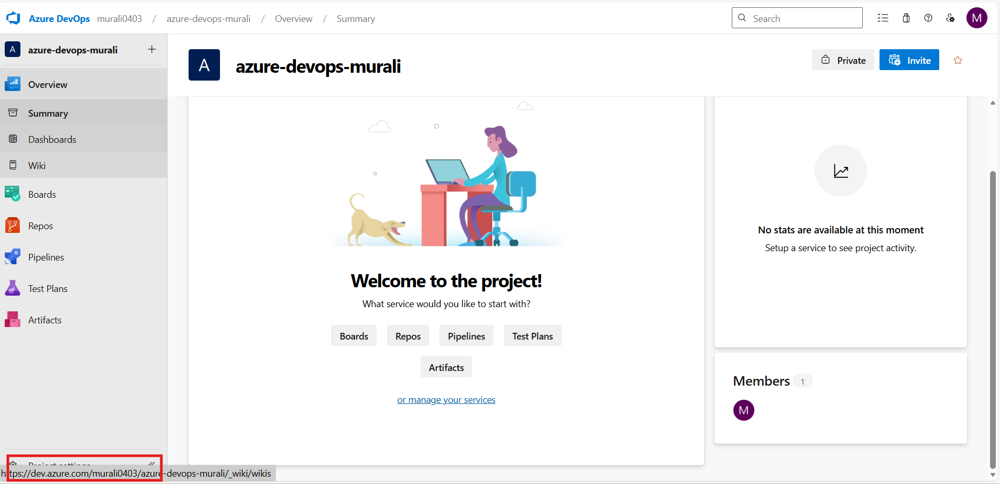 Azure DevOps murali0403 / azure-devops-murali / Overview / Summary
Search
M
A azure-devops-murali +
Overview
Summary
Dashboards
Wiki
Boards
Repos
Pipelines
Test Plans
Artifacts
Project settings
https://dev.azure.com/murali0403/azure-devops-murali/_wiki/wikis
A azure-devops-murali
Private
Invite
Welcome to the project!
What service would you like to start with?
Boards Repos Pipelines Test Plans
Artifacts
or manage your services
No stats are available at this moment
Setup a service to see project activity.
Members 1
M